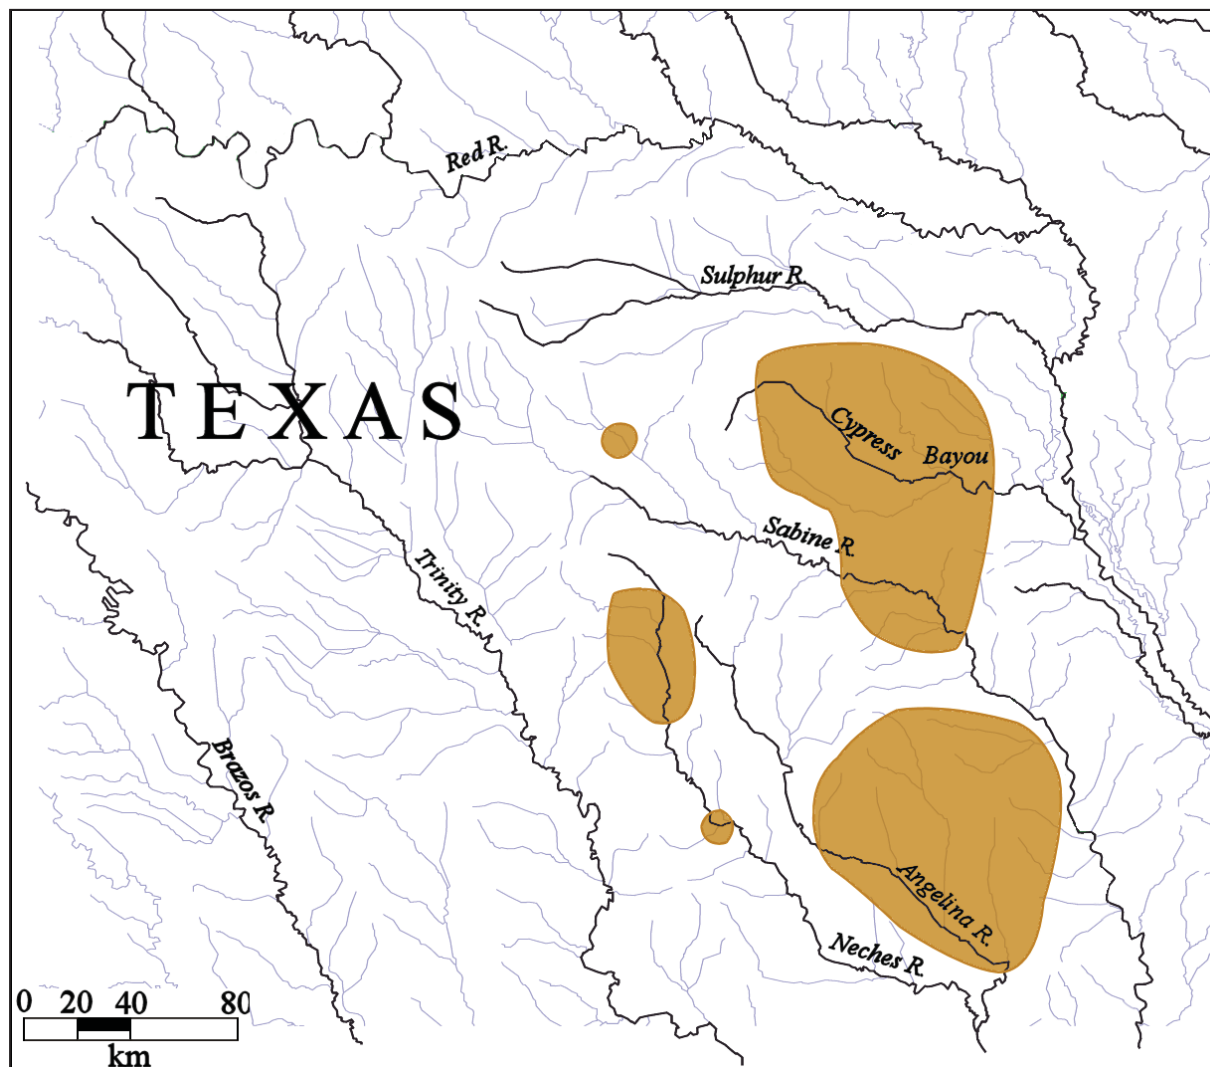 Red R.
Sulphur R.
TEXAS
Cypress
Bayou
Sabine R.
Trinity R.
Brazos R.
Angelina R.
Neches R.
0 20 40 80
km